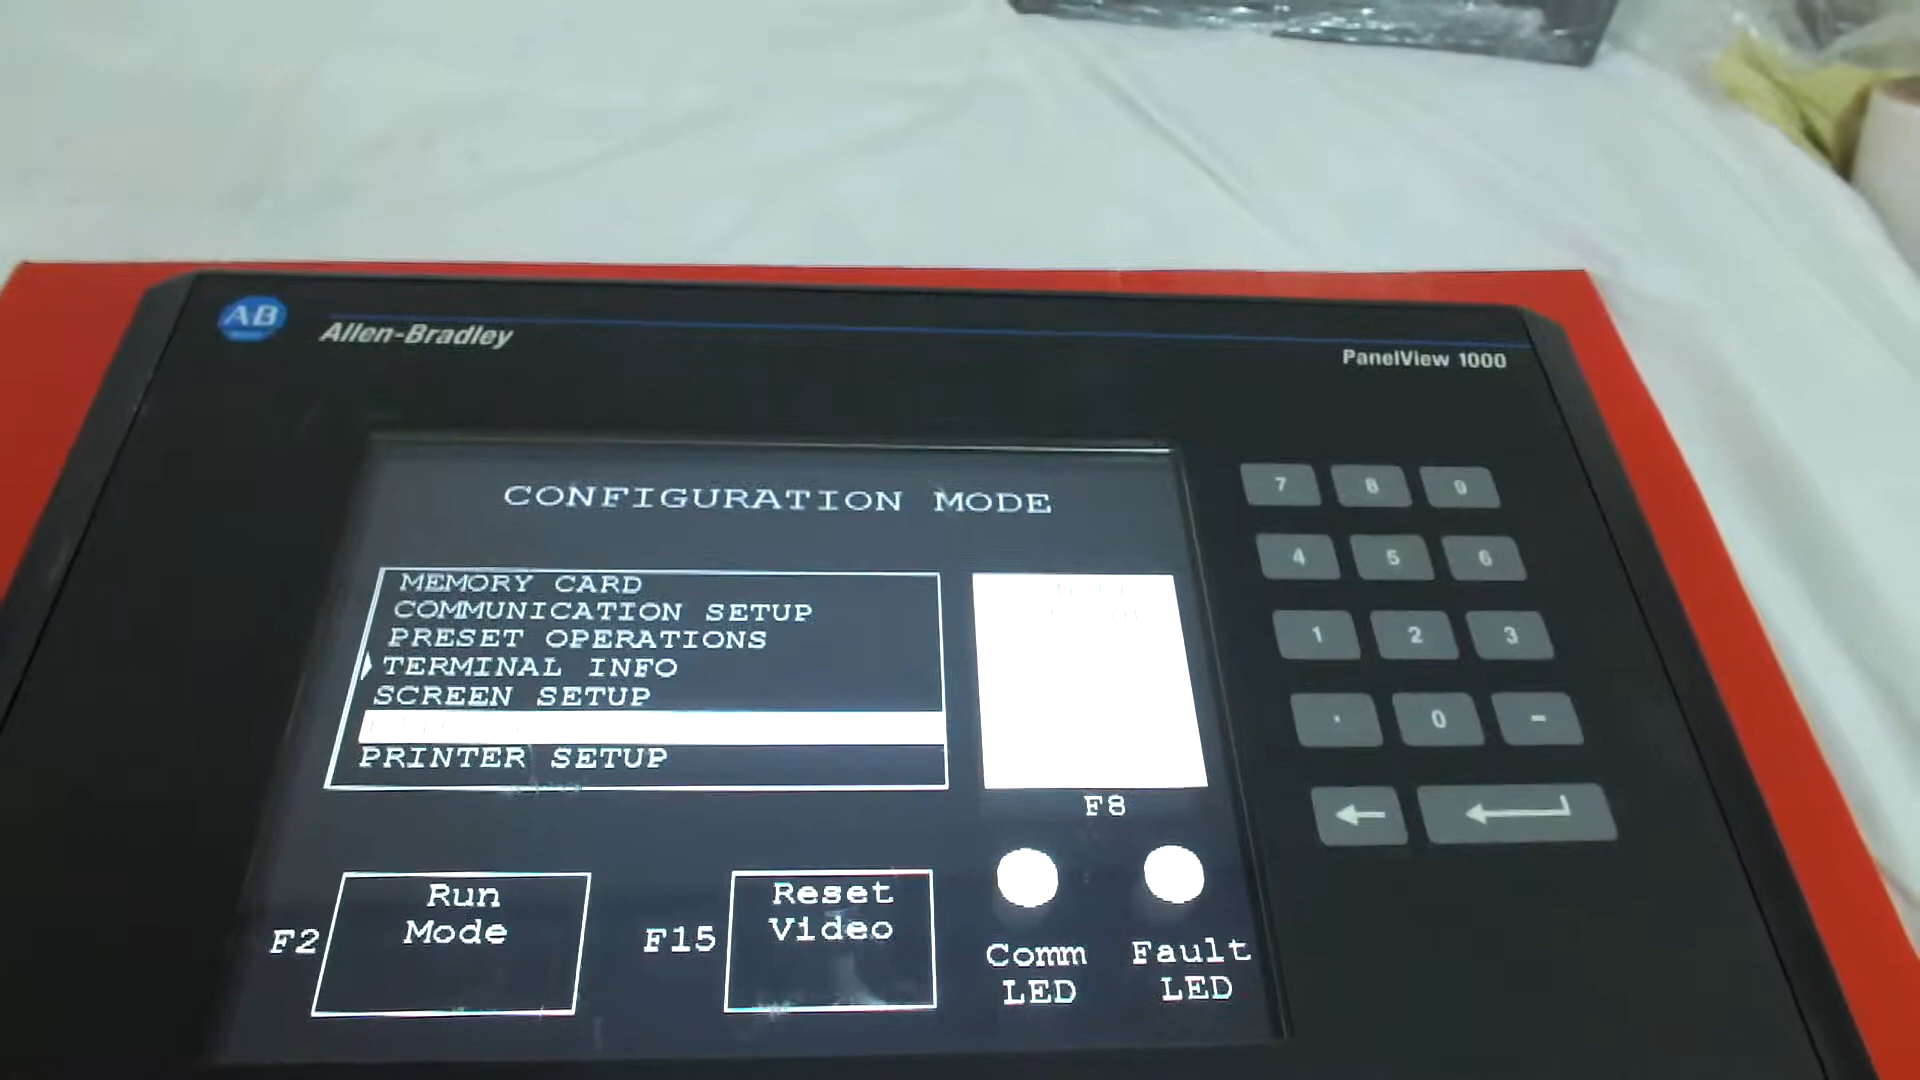 AB
Allen-Bradley
PanelView 1000
CONFIGURATION MODE
MEMORY CARD
COMMUNICATION SETUP
PRESET OPERATIONS
TERMINAL INFO
SCREEN SETUP
PRINTER SETUP
F8
F2
Run
Mode
F15
Reset
Video
Comm
LED
Fault
LED
7 8 9
4 5 6
1 2 3
. 0 -